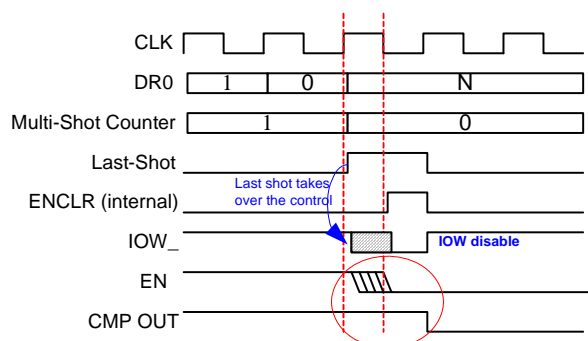 CLK
DR0 1 0 N
Multi-Shot Counter 1 0
Last-Shot
Last shot takes
over the control
ENCLR (internal)
IOW_ IOW disable
EN
CMP OUT